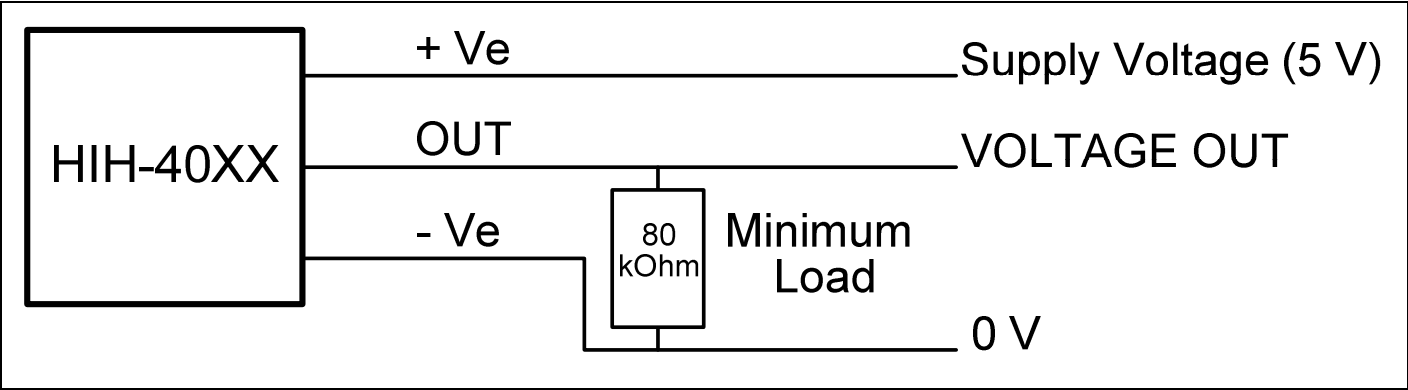 + Ve
Supply Voltage (5 V)
HIH-40XX
OUT
VOLTAGE OUT
- Ve
80
kOhm
Minimum
Load
0 V